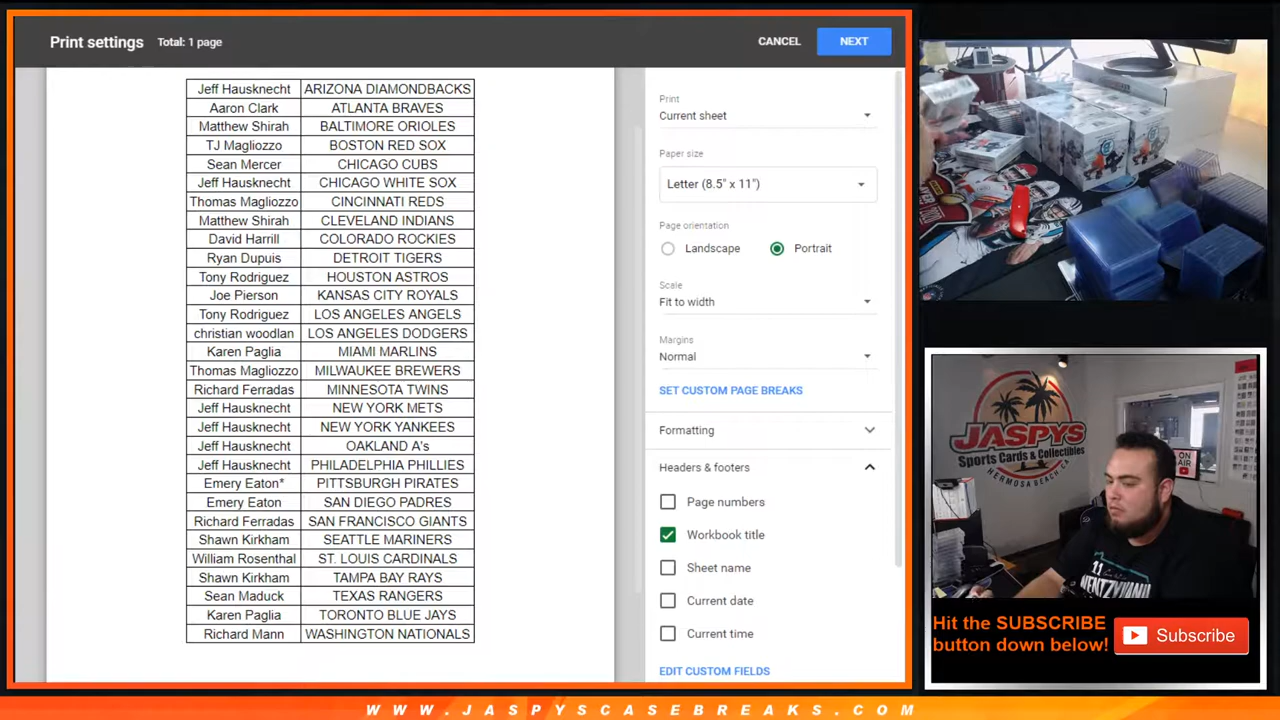 Print settings Total: 1 page CANCEL NEXT
Jeff Hausknecht ARIZONA DIAMONDBACKS
Aaron Clark ATLANTA BRAVES
Matthew Shirah BALTIMORE ORIOLES
TJ Magliozzo BOSTON RED SOX
Sean Mercer CHICAGO CUBS
Jeff Hausknecht CHICAGO WHITE SOX
Thomas Magliozzo CINCINNATI REDS
Matthew Shirah CLEVELAND INDIANS
David Harrill COLORADO ROCKIES
Ryan Dupuis DETROIT TIGERS
Tony Rodriguez HOUSTON ASTROS
Joe Pierson KANSAS CITY ROYALS
Tony Rodriguez LOS ANGELES ANGELS
christian woodlan LOS ANGELES DODGERS
Karen Paglia MIAMI MARLINS
Thomas Magliozzo MILWAUKEE BREWERS
Richard Ferradas MINNESOTA TWINS
Jeff Hausknecht NEW YORK METS
Jeff Hausknecht NEW YORK YANKEES
Jeff Hausknecht OAKLAND A's
Jeff Hausknecht PHILADELPHIA PHILLIES
Emery Eaton* PITTSBURGH PIRATES
Emery Eaton SAN DIEGO PADRES
Richard Ferradas SAN FRANCISCO GIANTS
Shawn Kirkham SEATTLE MARINERS
William Rosenthal ST. LOUIS CARDINALS
Shawn Kirkham TAMPA BAY RAYS
Sean Maduck TEXAS RANGERS
Karen Paglia TORONTO BLUE JAYS
Richard Mann WASHINGTON NATIONALS
Print
Current sheet
Paper size
Letter (8.5" x 11")
Page orientation
Landscape Portrait
Scale
Fit to width
Margins
Normal
SET CUSTOM PAGE BREAKS
Formatting
Headers & footers
Page numbers
Workbook title
Sheet name
Current date
Current time
EDIT CUSTOM FIELDS
JASPYS
Sports Cards & Collectibles
HERMOSA BEACH, CA
ON AIR
11
Hit the SUBSCRIBE
button down below!
Subscribe
WWW.JASPYSCASEBREAKS.COM